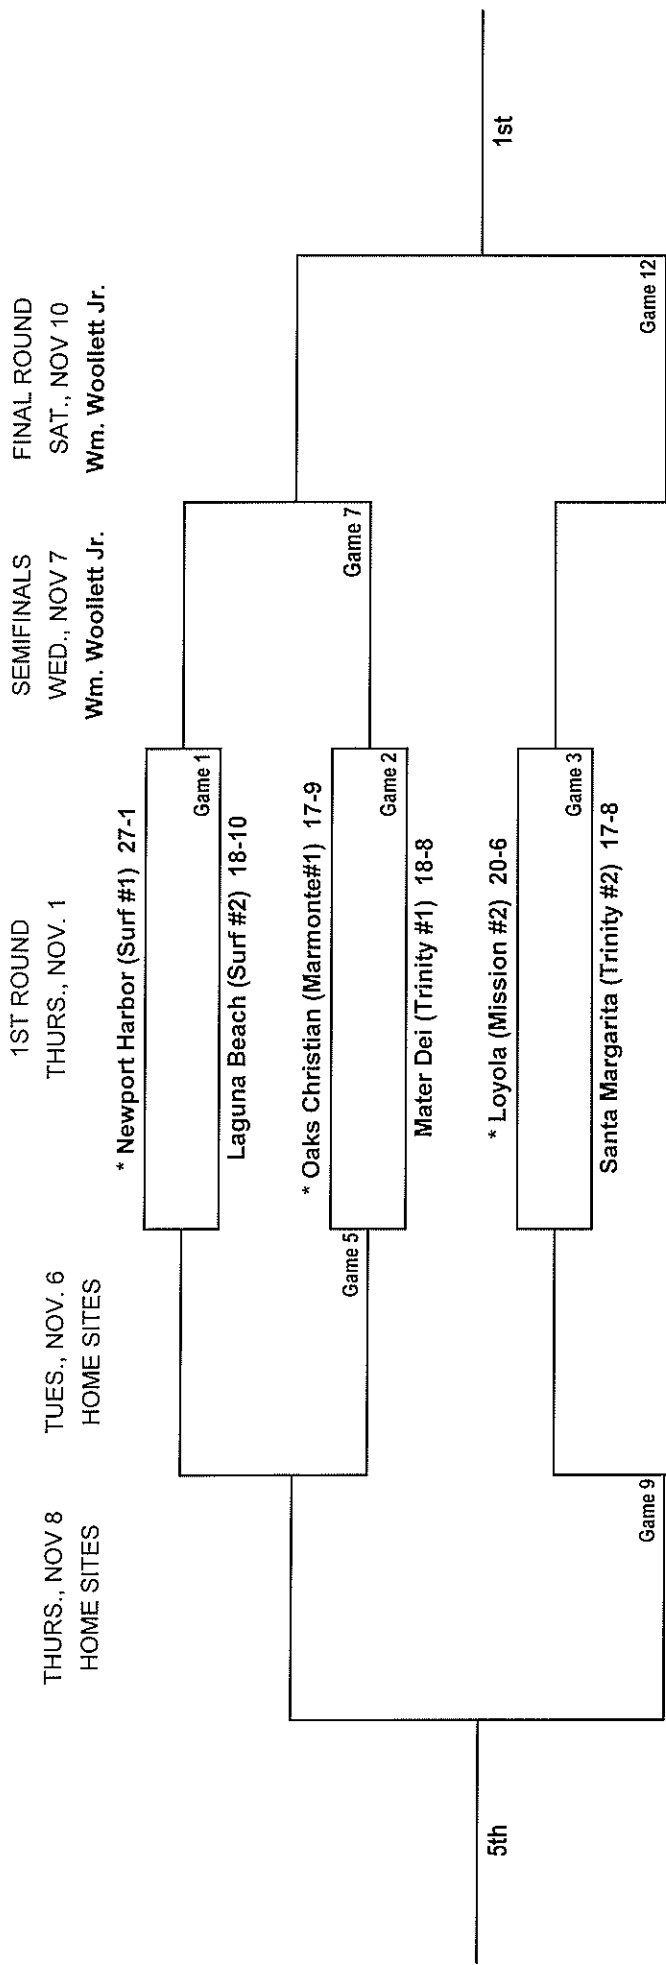 THURS., NOV 8
HOME SITES
TUES., NOV. 6
HOME SITES
1ST ROUND
THURS., NOV. 1
SEMIFINALS
WED., NOV 7
Wm. Woollett Jr.
FINAL ROUND
SAT., NOV 10
Wm. Woollett Jr.
* Newport Harbor (Surf #1) 27-1
Game 1
Laguna Beach (Surf #2) 18-10
* Oaks Christian (Marmonte#1) 17-9
Game 5
Game 2
Game 7
Mater Dei (Trinity #1) 18-8
5th
1st
* Loyola (Mission #2) 20-6
Game 3
Santa Margarita (Trinity #2) 17-8
Game 9
Game 12